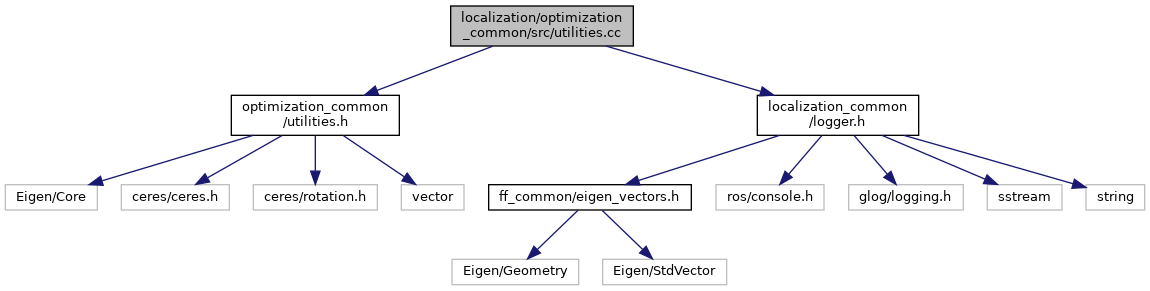 localization/optimization
_common/src/utilities.cc
optimization_common
/utilities.h
localization_common
/logger.h
Eigen/Core
ceres/ceres.h
ceres/rotation.h
vector
ff_common/eigen_vectors.h
ros/console.h
glog/logging.h
sstream
string
Eigen/Geometry
Eigen/StdVector